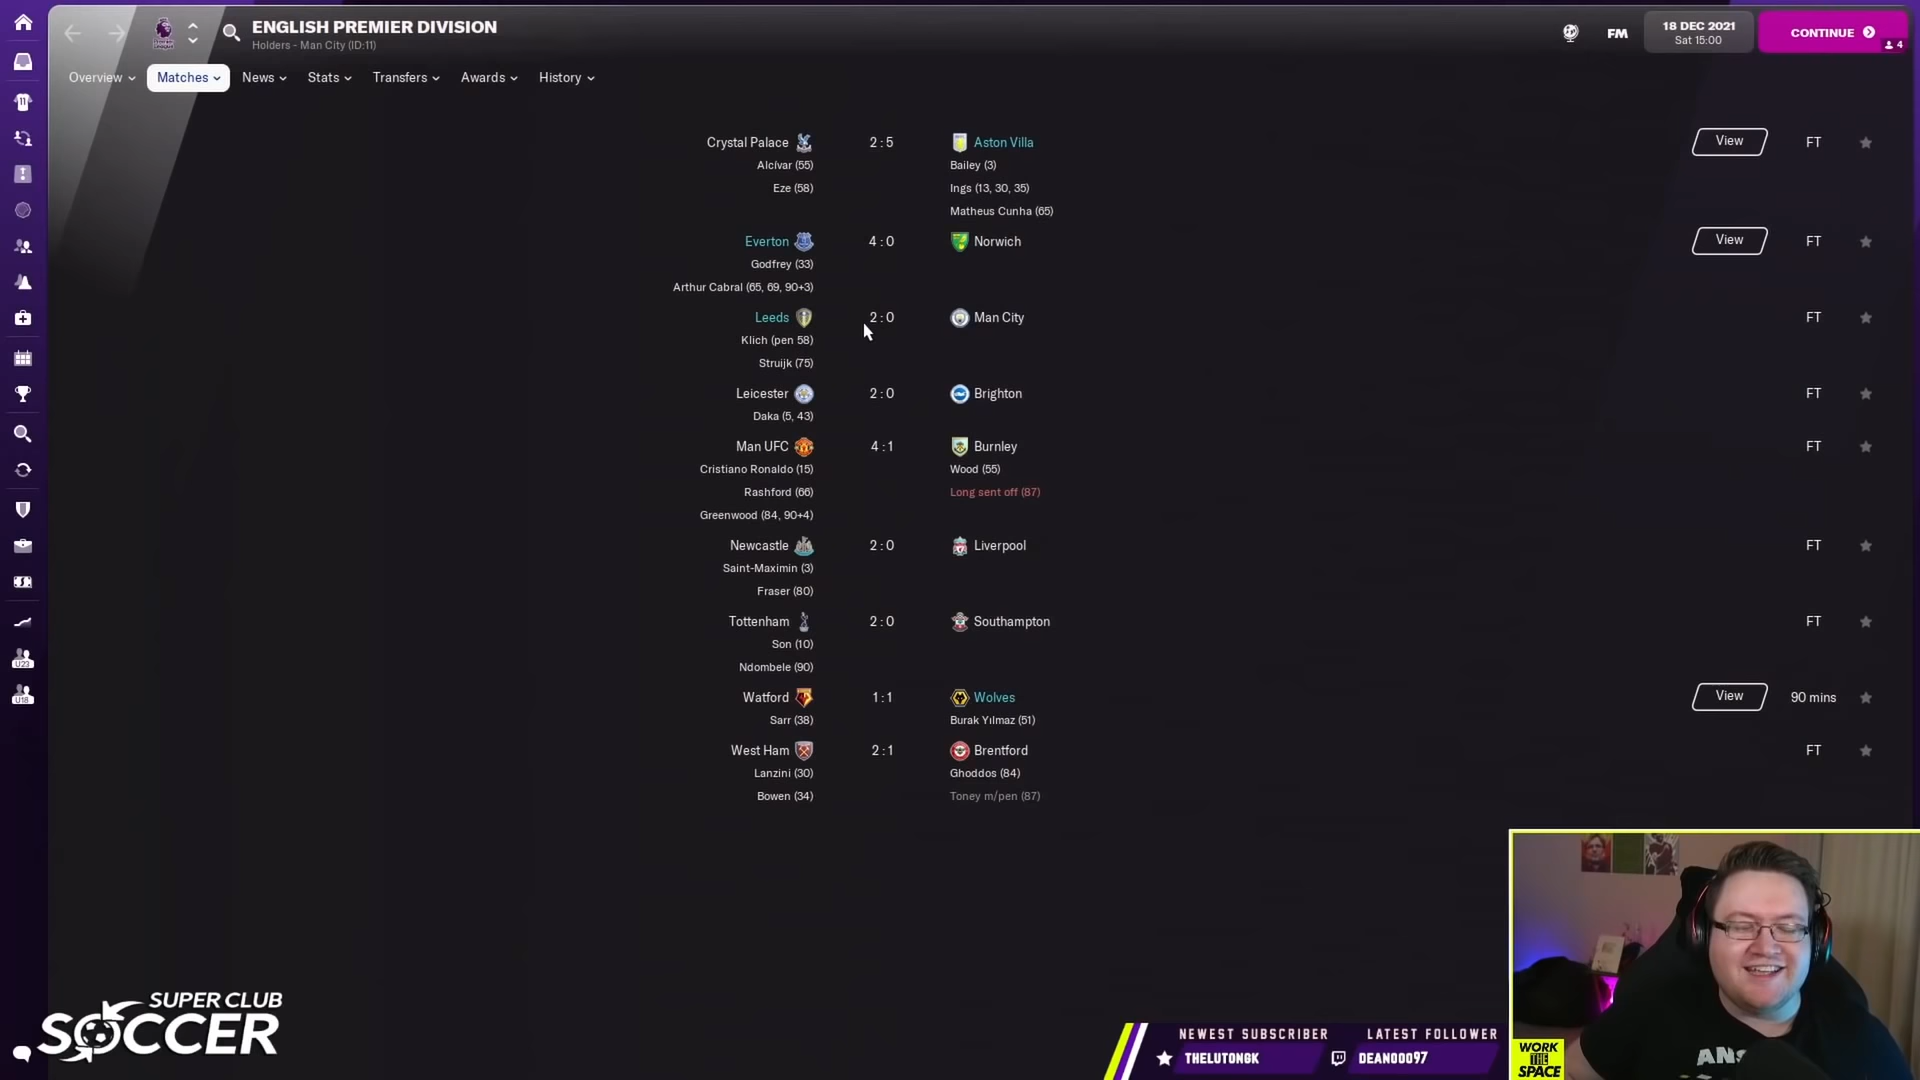 ENGLISH PREMIER DIVISION
Holders - Man City (ID:11)
FM
18 DEC 2021
Sat 15:00
CONTINUE
4
Overview
Matches
News
Stats
Transfers
Awards
History
Crystal Palace 2 : 5 Aston Villa View FT
Alcívar (55) Bailey (3)
Eze (58) Ings (13, 30, 35)
Matheus Cunha (65)
Everton 4 : 0 Norwich View FT
Godfrey (33)
Arthur Cabral (65, 69, 90+3)
Leeds 2 : 0 Man City FT
Klich (pen 58)
Struijk (75)
Leicester 2 : 0 Brighton FT
Daka (5, 43)
Man UFC 4 : 1 Burnley FT
Cristiano Ronaldo (15) Wood (55)
Rashford (66) Long sent off (87)
Greenwood (84, 90+4)
Newcastle 2 : 0 Liverpool FT
Saint-Maximin (3)
Fraser (80)
Tottenham 2 : 0 Southampton FT
Son (10)
Ndombele (90)
Watford 1 : 1 Wolves View 90 mins
Sarr (38) Burak Yılmaz (51)
West Ham 2 : 1 Brentford FT
Lanzini (30) Ghoddos (84)
Bowen (34) Toney m/pen (87)
U23
U18
SUPER CLUB
SOCCER
NEWEST SUBSCRIBER
THELUTONGK
LATEST FOLLOWER
DEANO097
WORK
THE
SPACE